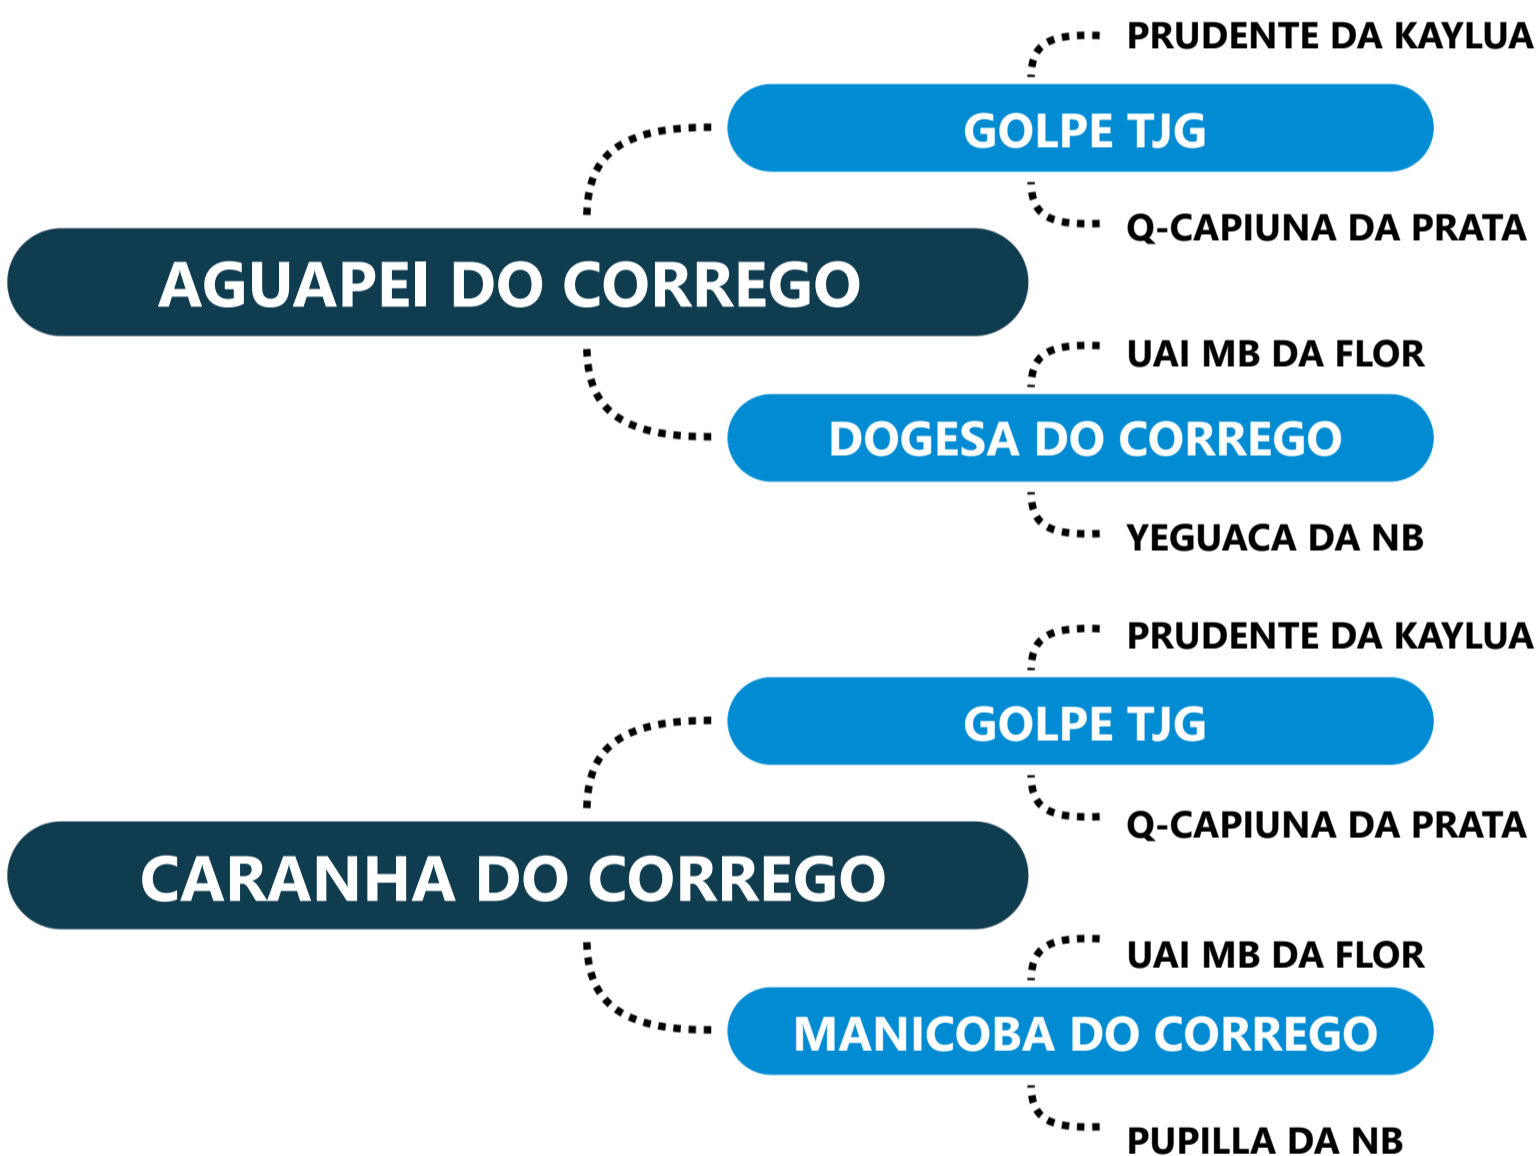 PRUDENTE DA KAYLUA
GOLPE TJG
Q-CAPIUNA DA PRATA
AGUAPEI DO CORREGO
UAI MB DA FLOR
DOGESA DO CORREGO
YEGUACA DA NB
PRUDENTE DA KAYLUA
GOLPE TJG
Q-CAPIUNA DA PRATA
CARANHA DO CORREGO
UAI MB DA FLOR
MANICOBA DO CORREGO
PUPILLA DA NB